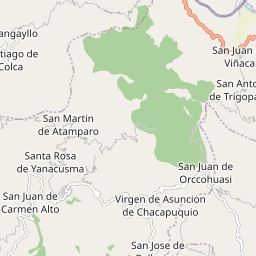 angayllo
tiago de
Colca
San Juan
Viñaca
San Anto
de Trigopa
San Martin
de Atamparo
Santa Rosa
de Yanacusma
San Juan de
Orccohuasi
San Juan de
Carmen Alto
Virgen de Asunción
de Chacapuquio
San Jose de